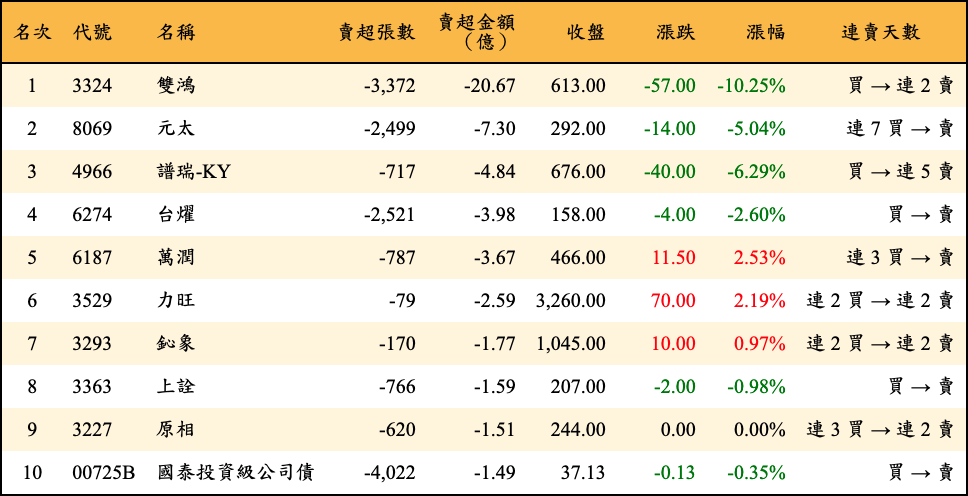 名次 代號 名稱 賣超張數 賣超金額（億） 收盤 漲跌 漲幅 連賣天數
1 3324 雙鴻 -3,372 -20.67 613.00 -57.00 -10.25% 買 → 連 2 賣
2 8069 元太 -2,499 -7.30 292.00 -14.00 -5.04% 連 7 買 → 賣
3 4966 譜瑞-KY -717 -4.84 676.00 -40.00 -6.29% 買 → 連 5 賣
4 6274 台燿 -2,521 -3.98 158.00 -4.00 -2.60% 買 → 賣
5 6187 萬潤 -787 -3.67 466.00 11.50 2.53% 連 3 買 → 賣
6 3529 力旺 -79 -2.59 3,260.00 70.00 2.19% 連 2 買 → 連 2 賣
7 3293 鈊象 -170 -1.77 1,045.00 10.00 0.97% 連 2 買 → 連 2 賣
8 3363 上詮 -766 -1.59 207.00 -2.00 -0.98% 買 → 賣
9 3227 原相 -620 -1.51 244.00 0.00 0.00% 連 3 買 → 連 2 賣
10 00725B 國泰投資級公司債 -4,022 -1.49 37.13 -0.13 -0.35% 買 → 賣